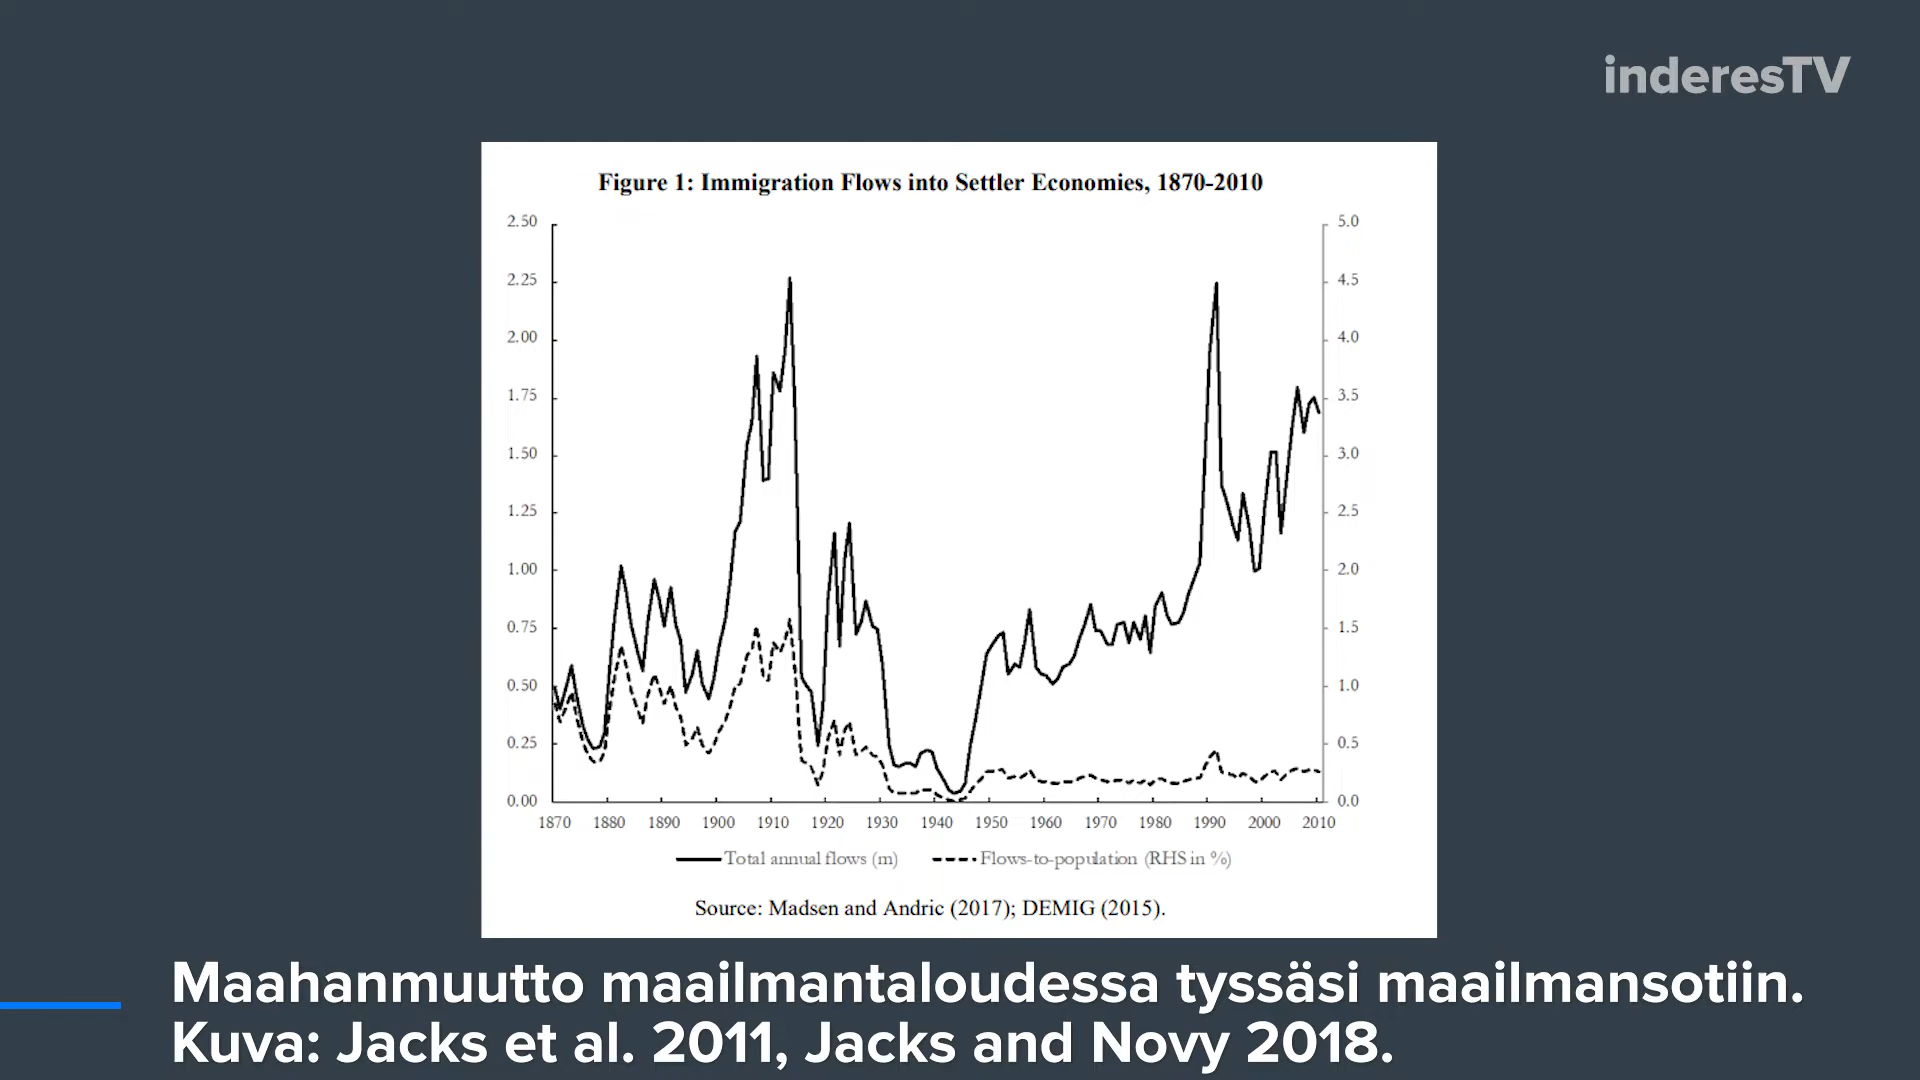 inderesTV
Figure 1: Immigration Flows into Settler Economies, 1870-2010
2.50 5.0
2.25 4.5
2.00 4.0
1.75 3.5
1.50 3.0
1.25 2.5
1.00 2.0
0.75 1.5
0.50 1.0
0.25 0.5
0.00 0.0
1870 1880 1890 1900 1910 1920 1930 1940 1950 1960 1970 1980 1990 2000 2010
Total annual flows (m) Flows-to-population (RHS in %)
Source: Madsen and Andric (2017); DEMIG (2015).
Maahanmuutto maailmantaloudessa tyssäsi maailmansotiin.
Kuva: Jacks et al. 2011, Jacks and Novy 2018.